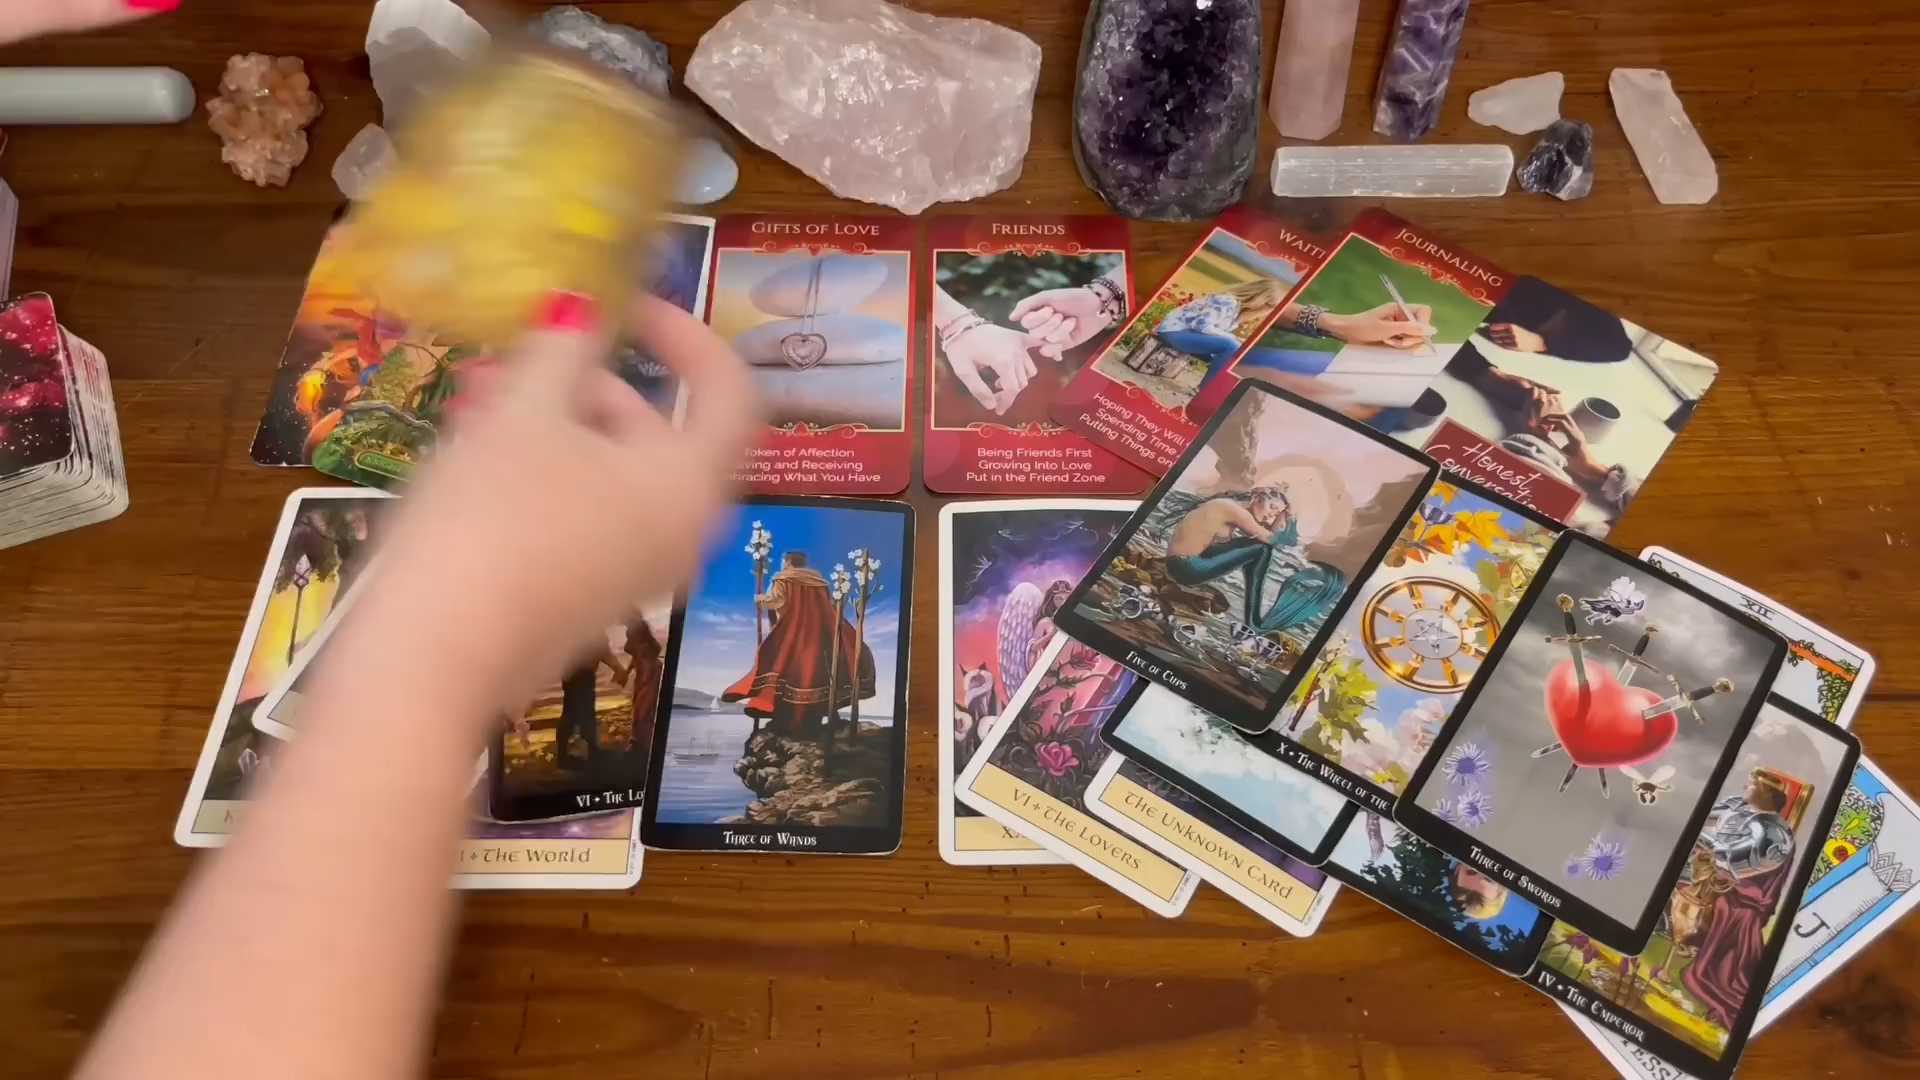 GIFTS OF LOVE
Token of Affection
Giving and Receiving
Embracing What You Have
FRIENDS
Being Friends First
Growing Into Love
Put in the Friend Zone
Hoping They Will
Spending Time
Putting Things on
JOURNALING
Honest
VI • THE
THE WORLD
THREE OF WANDS
VI • THE LOVERS
THE UNKNOWN CARD
FIVE OF CUPS
X • THE WHEEL OF THE
THREE OF SWORDS
IV • THE EMPEROR
XII
J